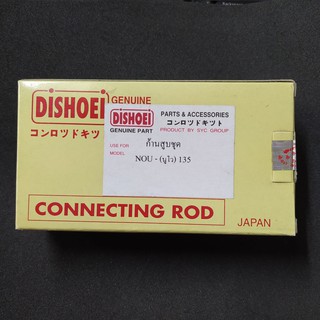 DISHOEI GENUINE
コンロツドキツ
DISHOEI PARTS & ACCESSORIES
コンロツドキツト
GENUINE PART PRODUCT BY SYC GROUP
USE FOR ก้านสูบชุด
MODEL NOU - (นูโว) 135
CONNECTING ROD
JAPAN